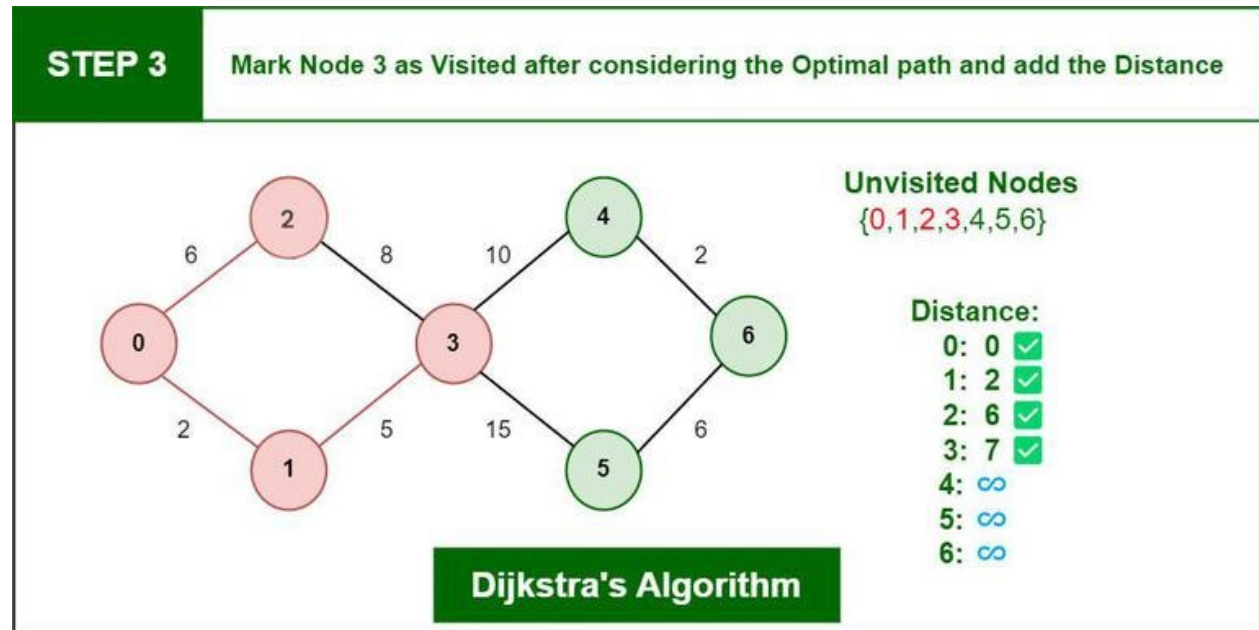 STEP 3
Mark Node 3 as Visited after considering the Optimal path and add the Distance
2
4
6
8
10
2
0
3
6
2
5
15
6
1
5
Unvisited Nodes
{0,1,2,3,4,5,6}
Distance:
0: 0 ✅
1: 2 ✅
2: 6 ✅
3: 7 ✅
4: ∞
5: ∞
6: ∞
Dijkstra's Algorithm